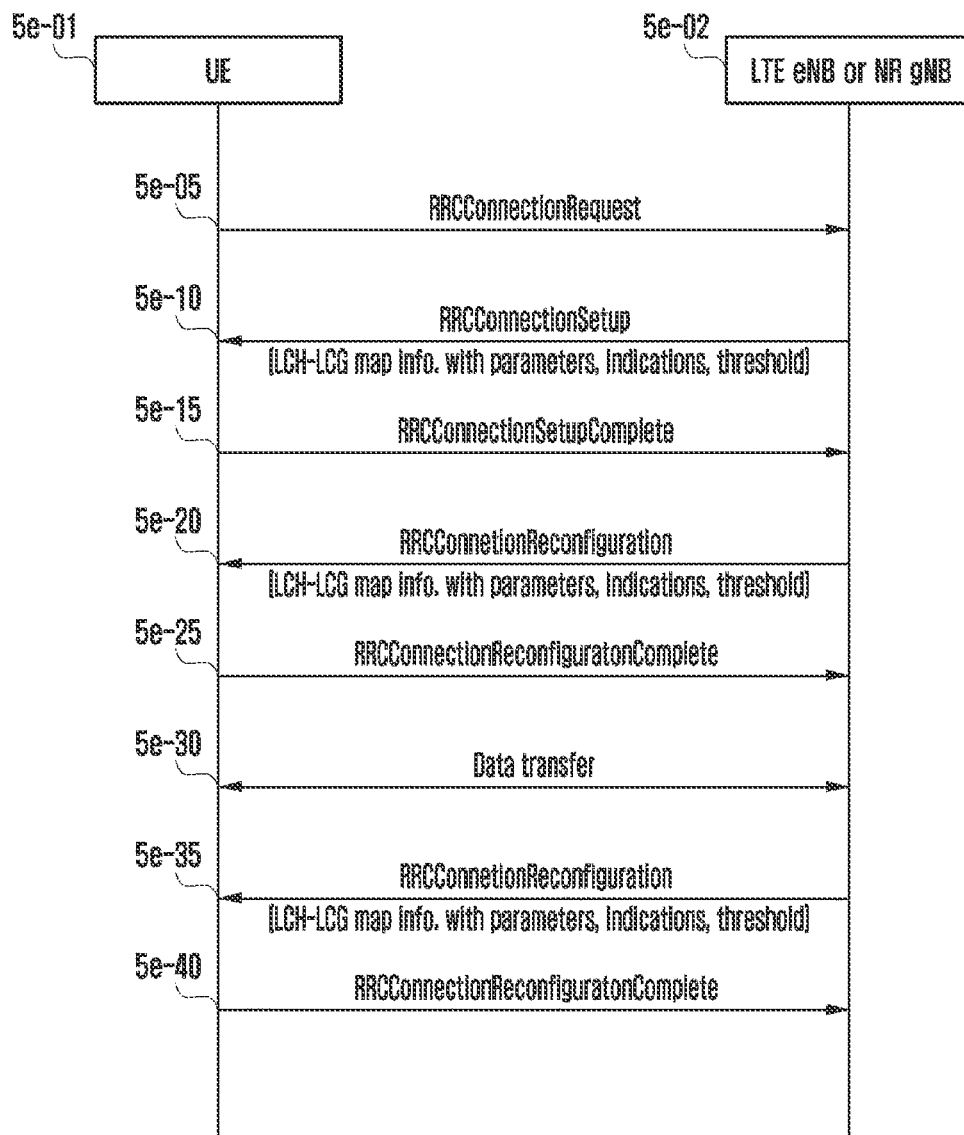 5e-01
5e-02
UE
LTE eNB or NR gNB
5e-05
RRCConnectionRequest
5e-10
RRCConnectionSetup
(LCH-LCG map info. with parameters, indications, threshold)
5e-15
RRCConnectionSetupComplete
5e-20
RRCConnetionReconfiguration
(LCH-LCG map info. with parameters, indications, threshold)
5e-25
RRCConnectionReconfiguratonComplete
5e-30
Data transfer
5e-35
RRCConnetionReconfiguration
(LCH-LCG map info. with parameters, indications, threshold)
5e-40
RRCConnectionReconfiguratonComplete